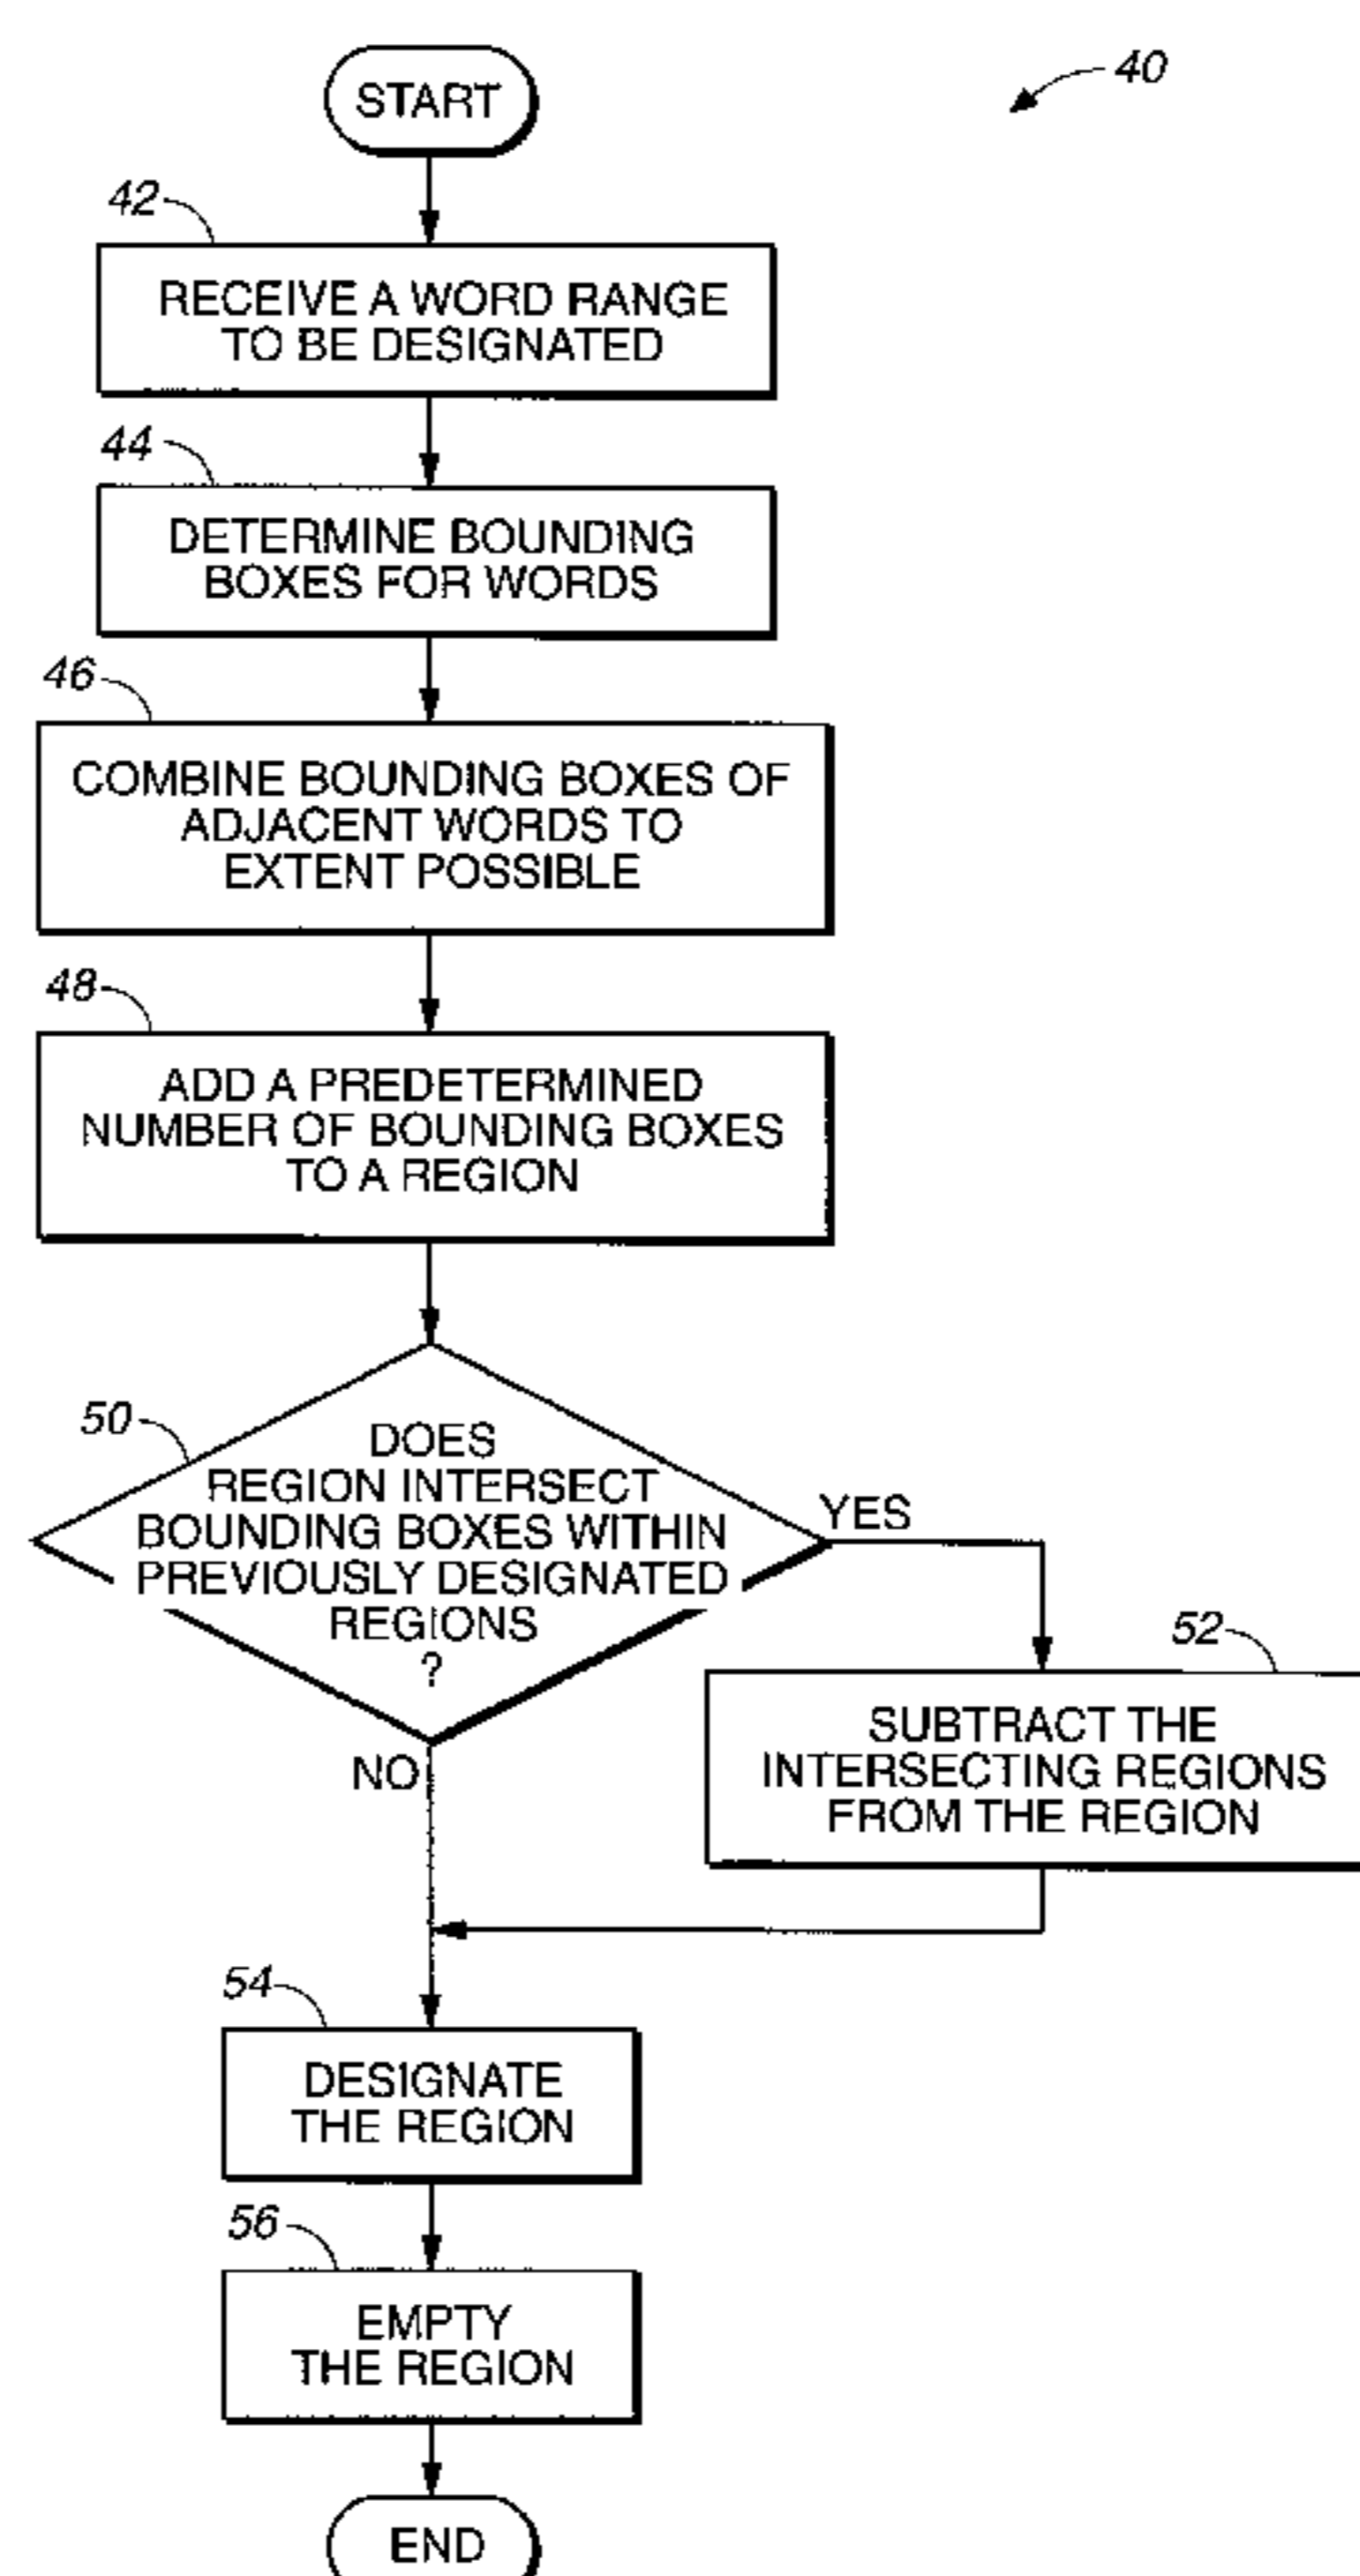 START
40
42
RECEIVE A WORD RANGE
TO BE DESIGNATED
44
DETERMINE BOUNDING
BOXES FOR WORDS
46
COMBINE BOUNDING BOXES OF
ADJACENT WORDS TO
EXTENT POSSIBLE
48
ADD A PREDETERMINED
NUMBER OF BOUNDING BOXES
TO A REGION
50
DOES
REGION INTERSECT
BOUNDING BOXES WITHIN
PREVIOUSLY DESIGNATED
REGIONS
?
YES
NO
52
SUBTRACT THE
INTERSECTING REGIONS
FROM THE REGION
54
DESIGNATE
THE REGION
56
EMPTY
THE REGION
END